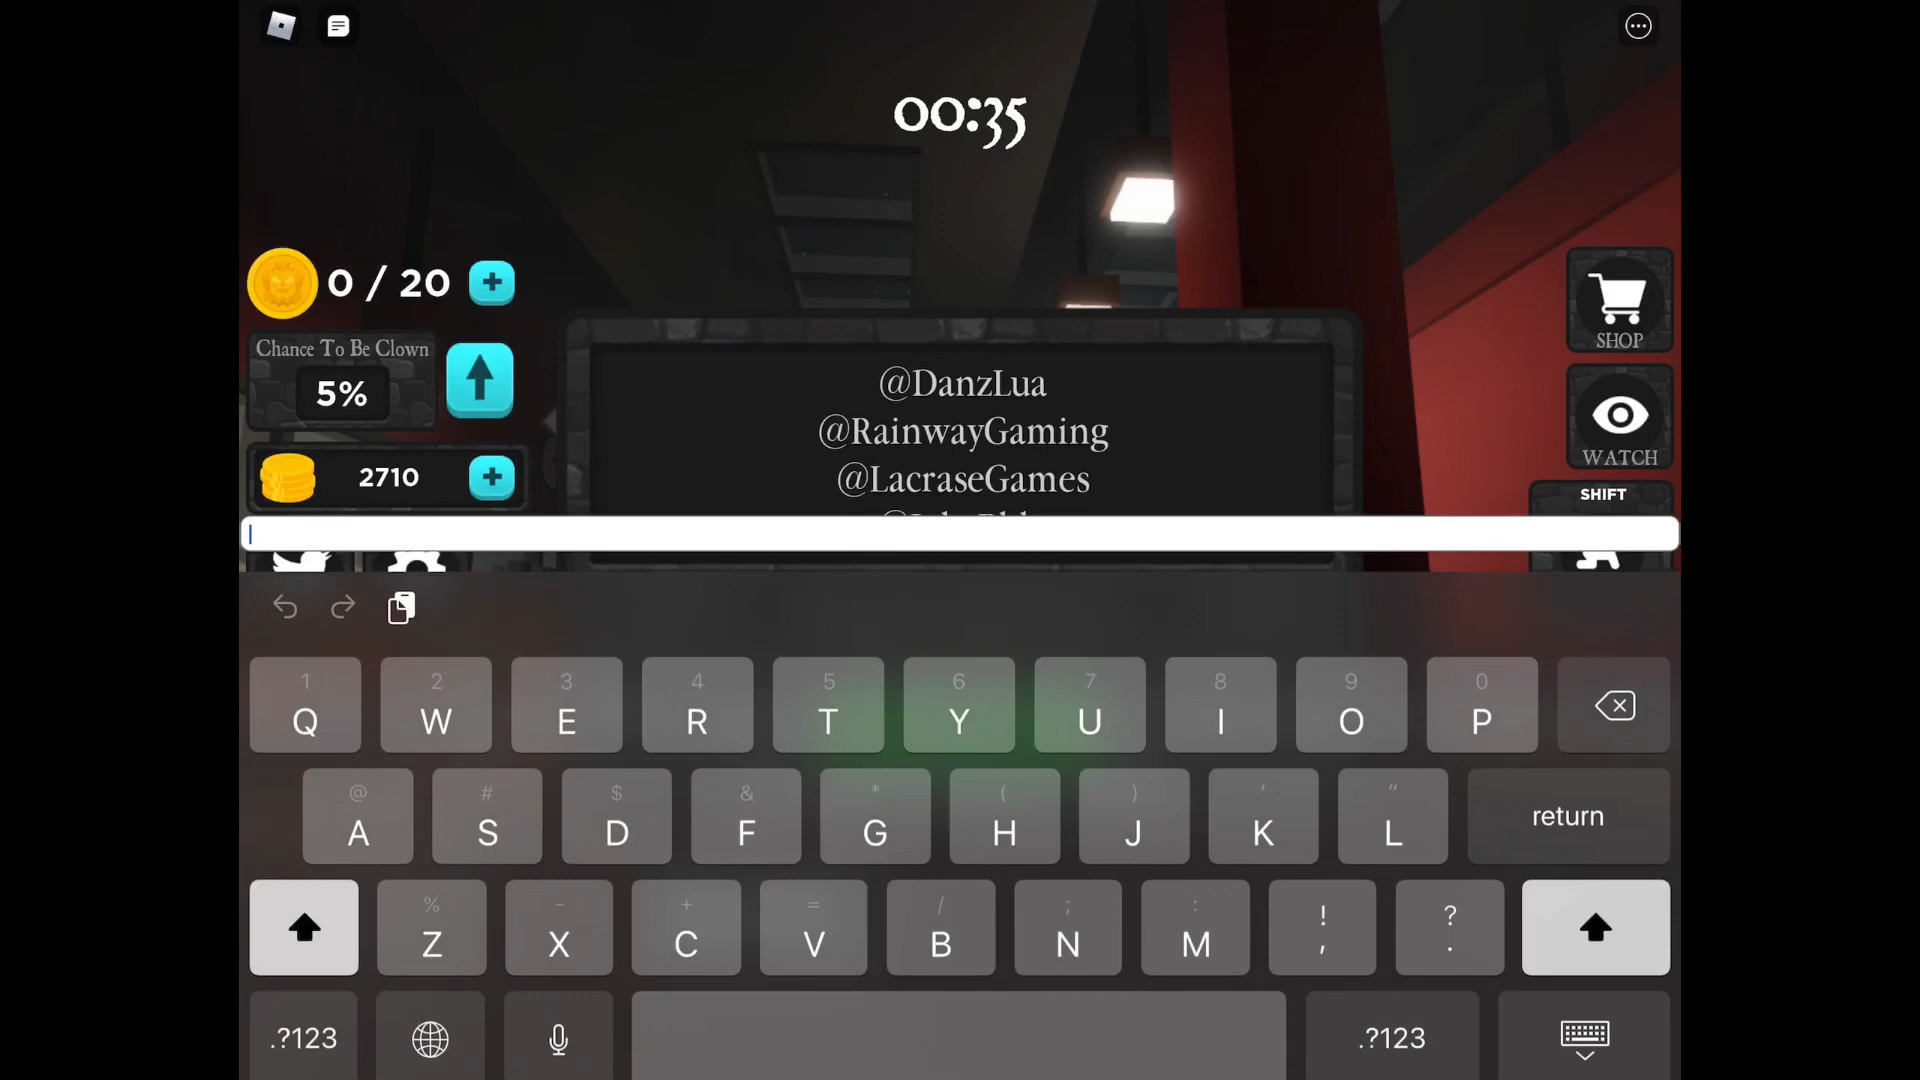 00:35
0 / 20
Chance To Be Clown
5%
2710
@DanzLua
@RainwayGaming
@LacraseGames
SHOP
WATCH
SHIFT
1 2 3 4 5 6 7 8 9 0
Q W E R T Y U I O P
@ # $ & * ( ) ' "
A S D F G H J K L return
% - + = / ; : ! ?
Z X C V B N M , .
.?123 .?123